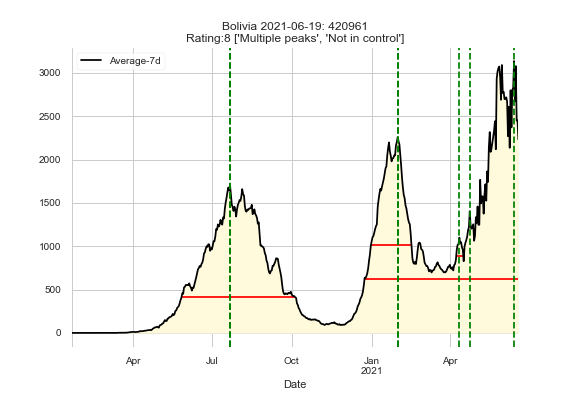 Bolivia 2021-06-19: 420961
Rating:8 ['Multiple peaks', 'Not in control']
Average-7d
3000
2500
2000
1500
1000
500
0
Apr
Jul
Oct
Jan
2021
Apr
Date